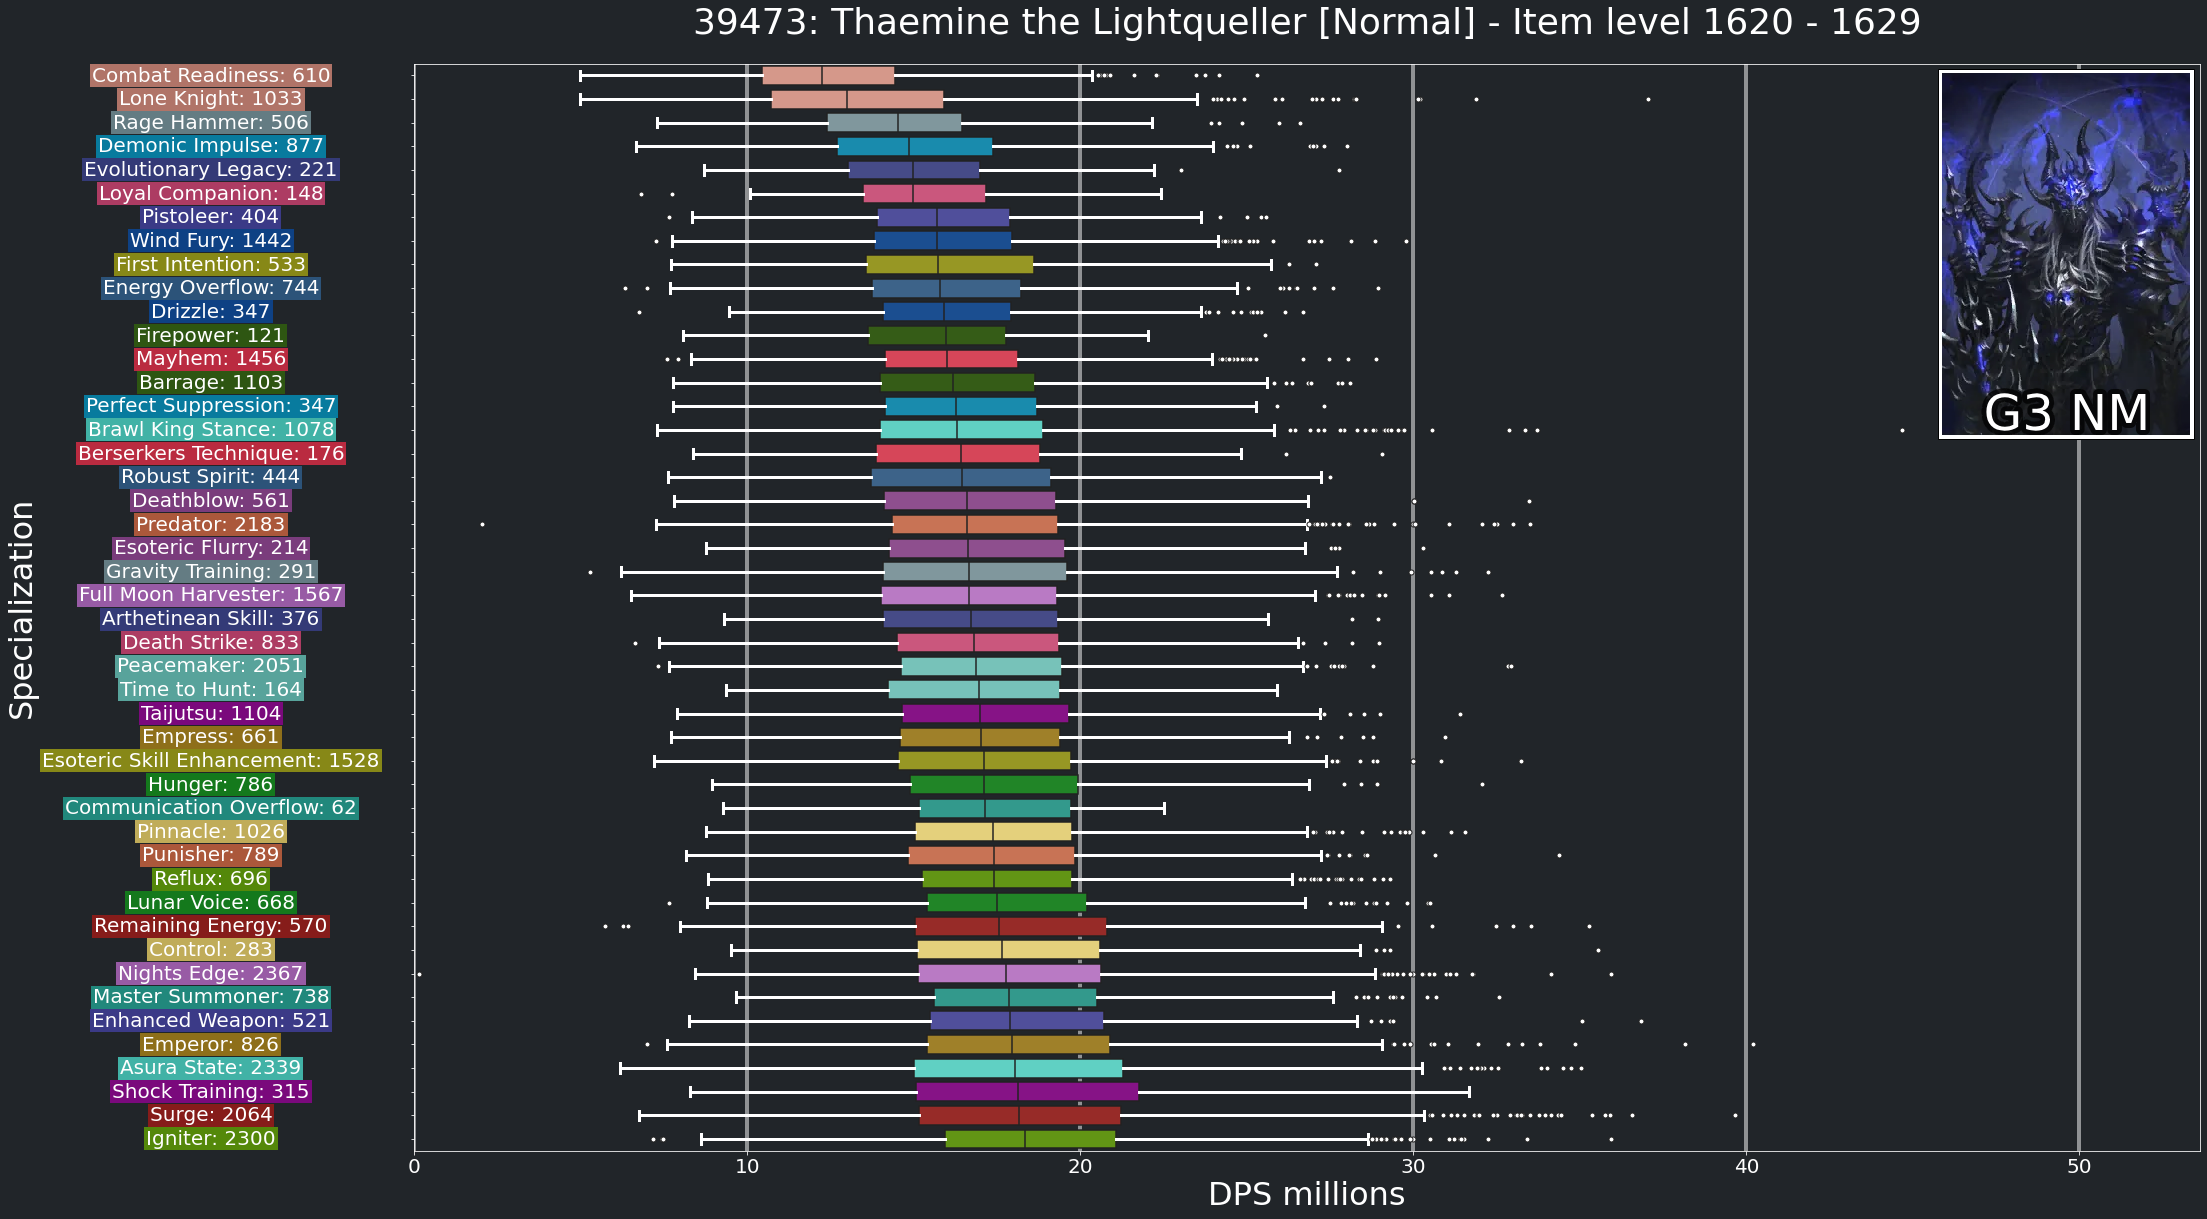 39473: Thaemine the Lightqueller [Normal] - Item level 1620 - 1629
Combat Readiness: 610
Lone Knight: 1033
Rage Hammer: 506
Demonic Impulse: 877
Evolutionary Legacy: 221
Loyal Companion: 148
Pistoleer: 404
Wind Fury: 1442
First Intention: 533
Energy Overflow: 744
Drizzle: 347
Firepower: 121
Mayhem: 1456
Barrage: 1103
Perfect Suppression: 347
Brawl King Stance: 1078
Berserkers Technique: 176
Robust Spirit: 444
Deathblow: 561
Predator: 2183
Esoteric Flurry: 214
Gravity Training: 291
Full Moon Harvester: 1567
Arthetinean Skill: 376
Death Strike: 833
Peacemaker: 2051
Time to Hunt: 164
Taijutsu: 1104
Empress: 661
Esoteric Skill Enhancement: 1528
Hunger: 786
Communication Overflow: 62
Pinnacle: 1026
Punisher: 789
Reflux: 696
Lunar Voice: 668
Remaining Energy: 570
Control: 283
Nights Edge: 2367
Master Summoner: 738
Enhanced Weapon: 521
Emperor: 826
Asura State: 2339
Shock Training: 315
Surge: 2064
Igniter: 2300
Specialization
G3 NM
0 10 20 30 40 50
DPS millions